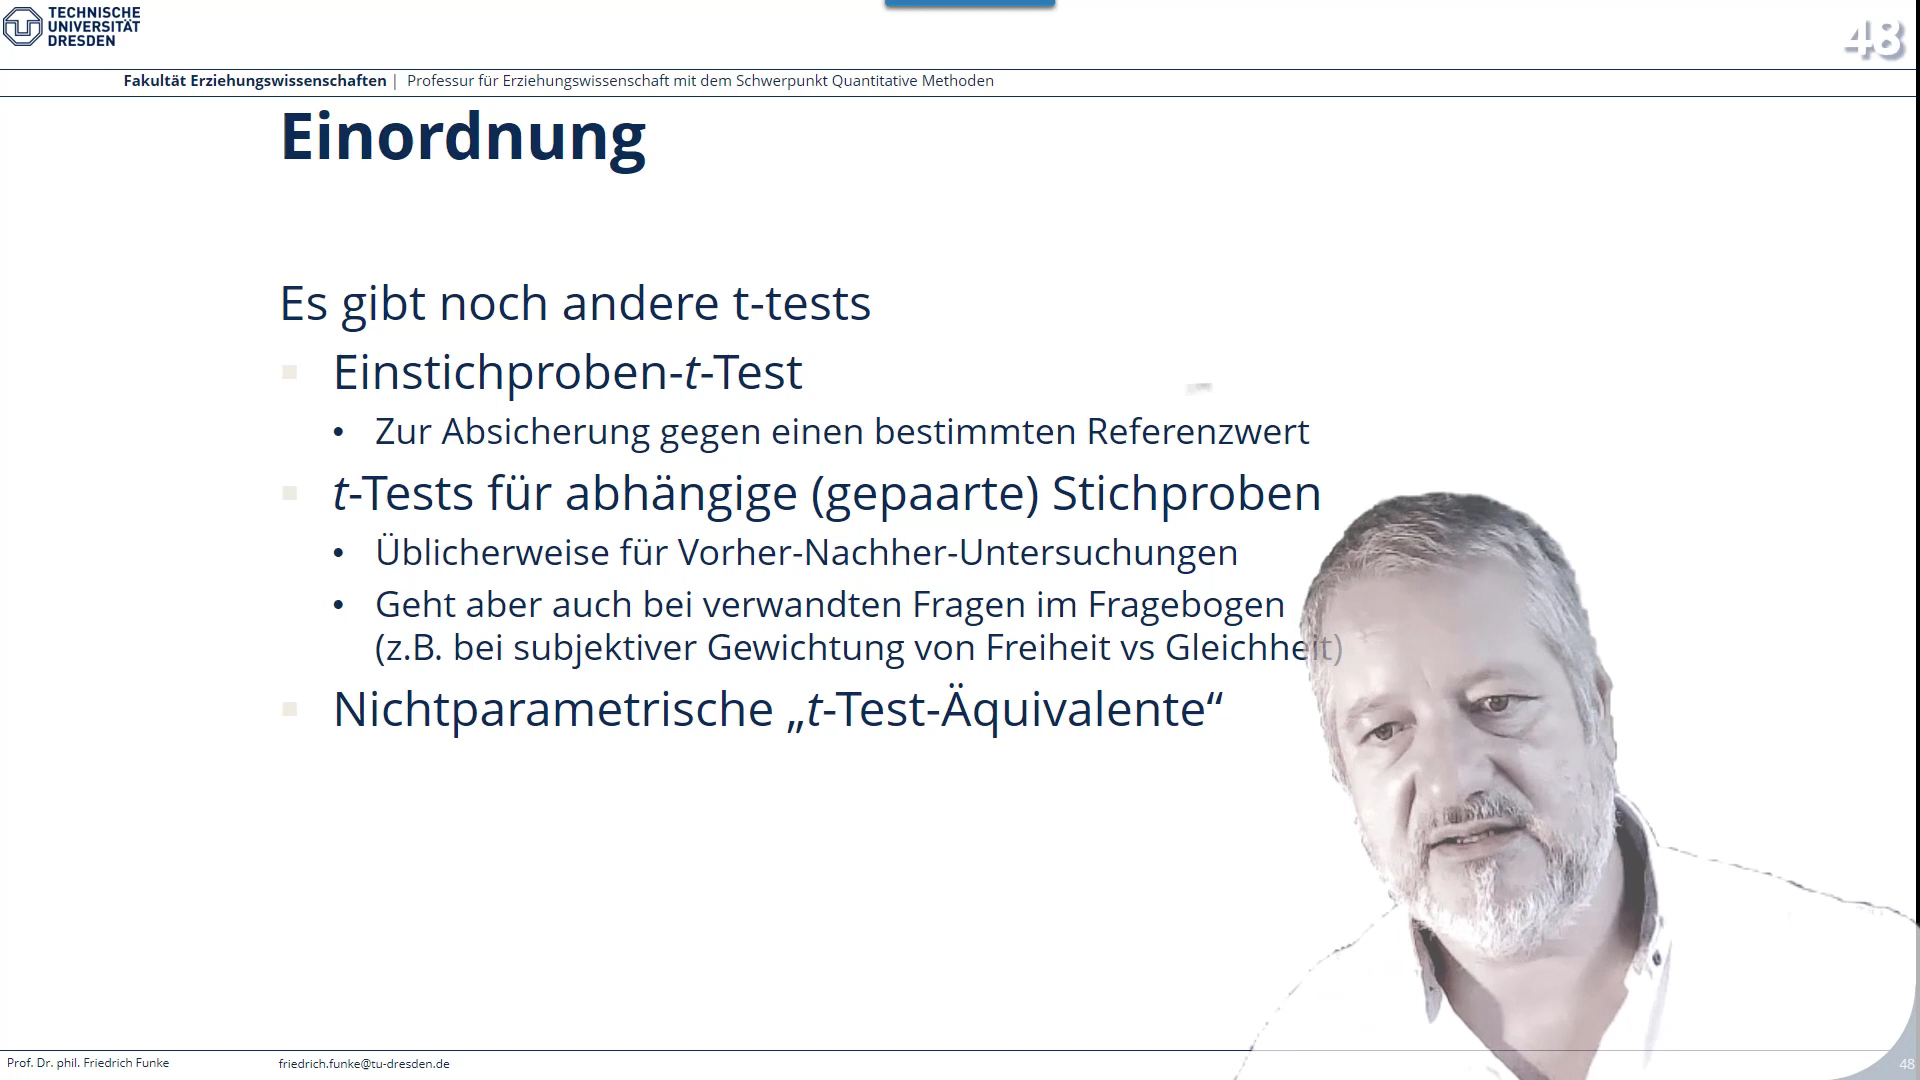 TECHNISCHE
UNIVERSITÄT
DRESDEN
48
Fakultät Erziehungswissenschaften | Professur für Erziehungswissenschaft mit dem Schwerpunkt Quantitative Methoden
Einordnung
Es gibt noch andere t-tests
Einstichproben-t-Test
• Zur Absicherung gegen einen bestimmten Referenzwert
t-Tests für abhängige (gepaarte) Stichproben
• Üblicherweise für Vorher-Nachher-Untersuchungen
• Geht aber auch bei verwandten Fragen im Fragebogen
(z.B. bei subjektiver Gewichtung von Freiheit vs Gleichheit)
Nichtparametrische „t-Test-Äquivalente“
Prof. Dr. phil. Friedrich Funke
friedrich.funke@tu-dresden.de
48